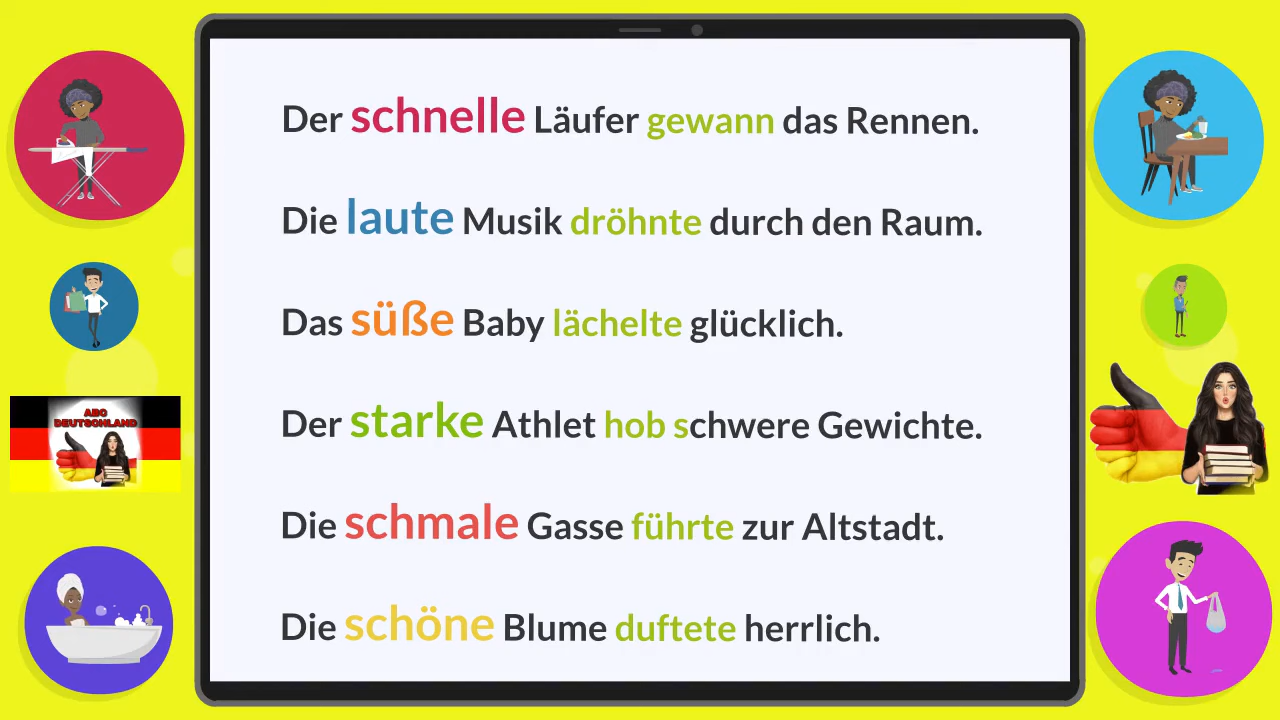 Der schnelle Läufer gewann das Rennen.
Die laute Musik dröhnte durch den Raum.
Das süße Baby lächelte glücklich.
Der starke Athlet hob schwere Gewichte.
Die schmale Gasse führte zur Altstadt.
Die schöne Blume duftete herrlich.
ABC
DEUTSCHLAND